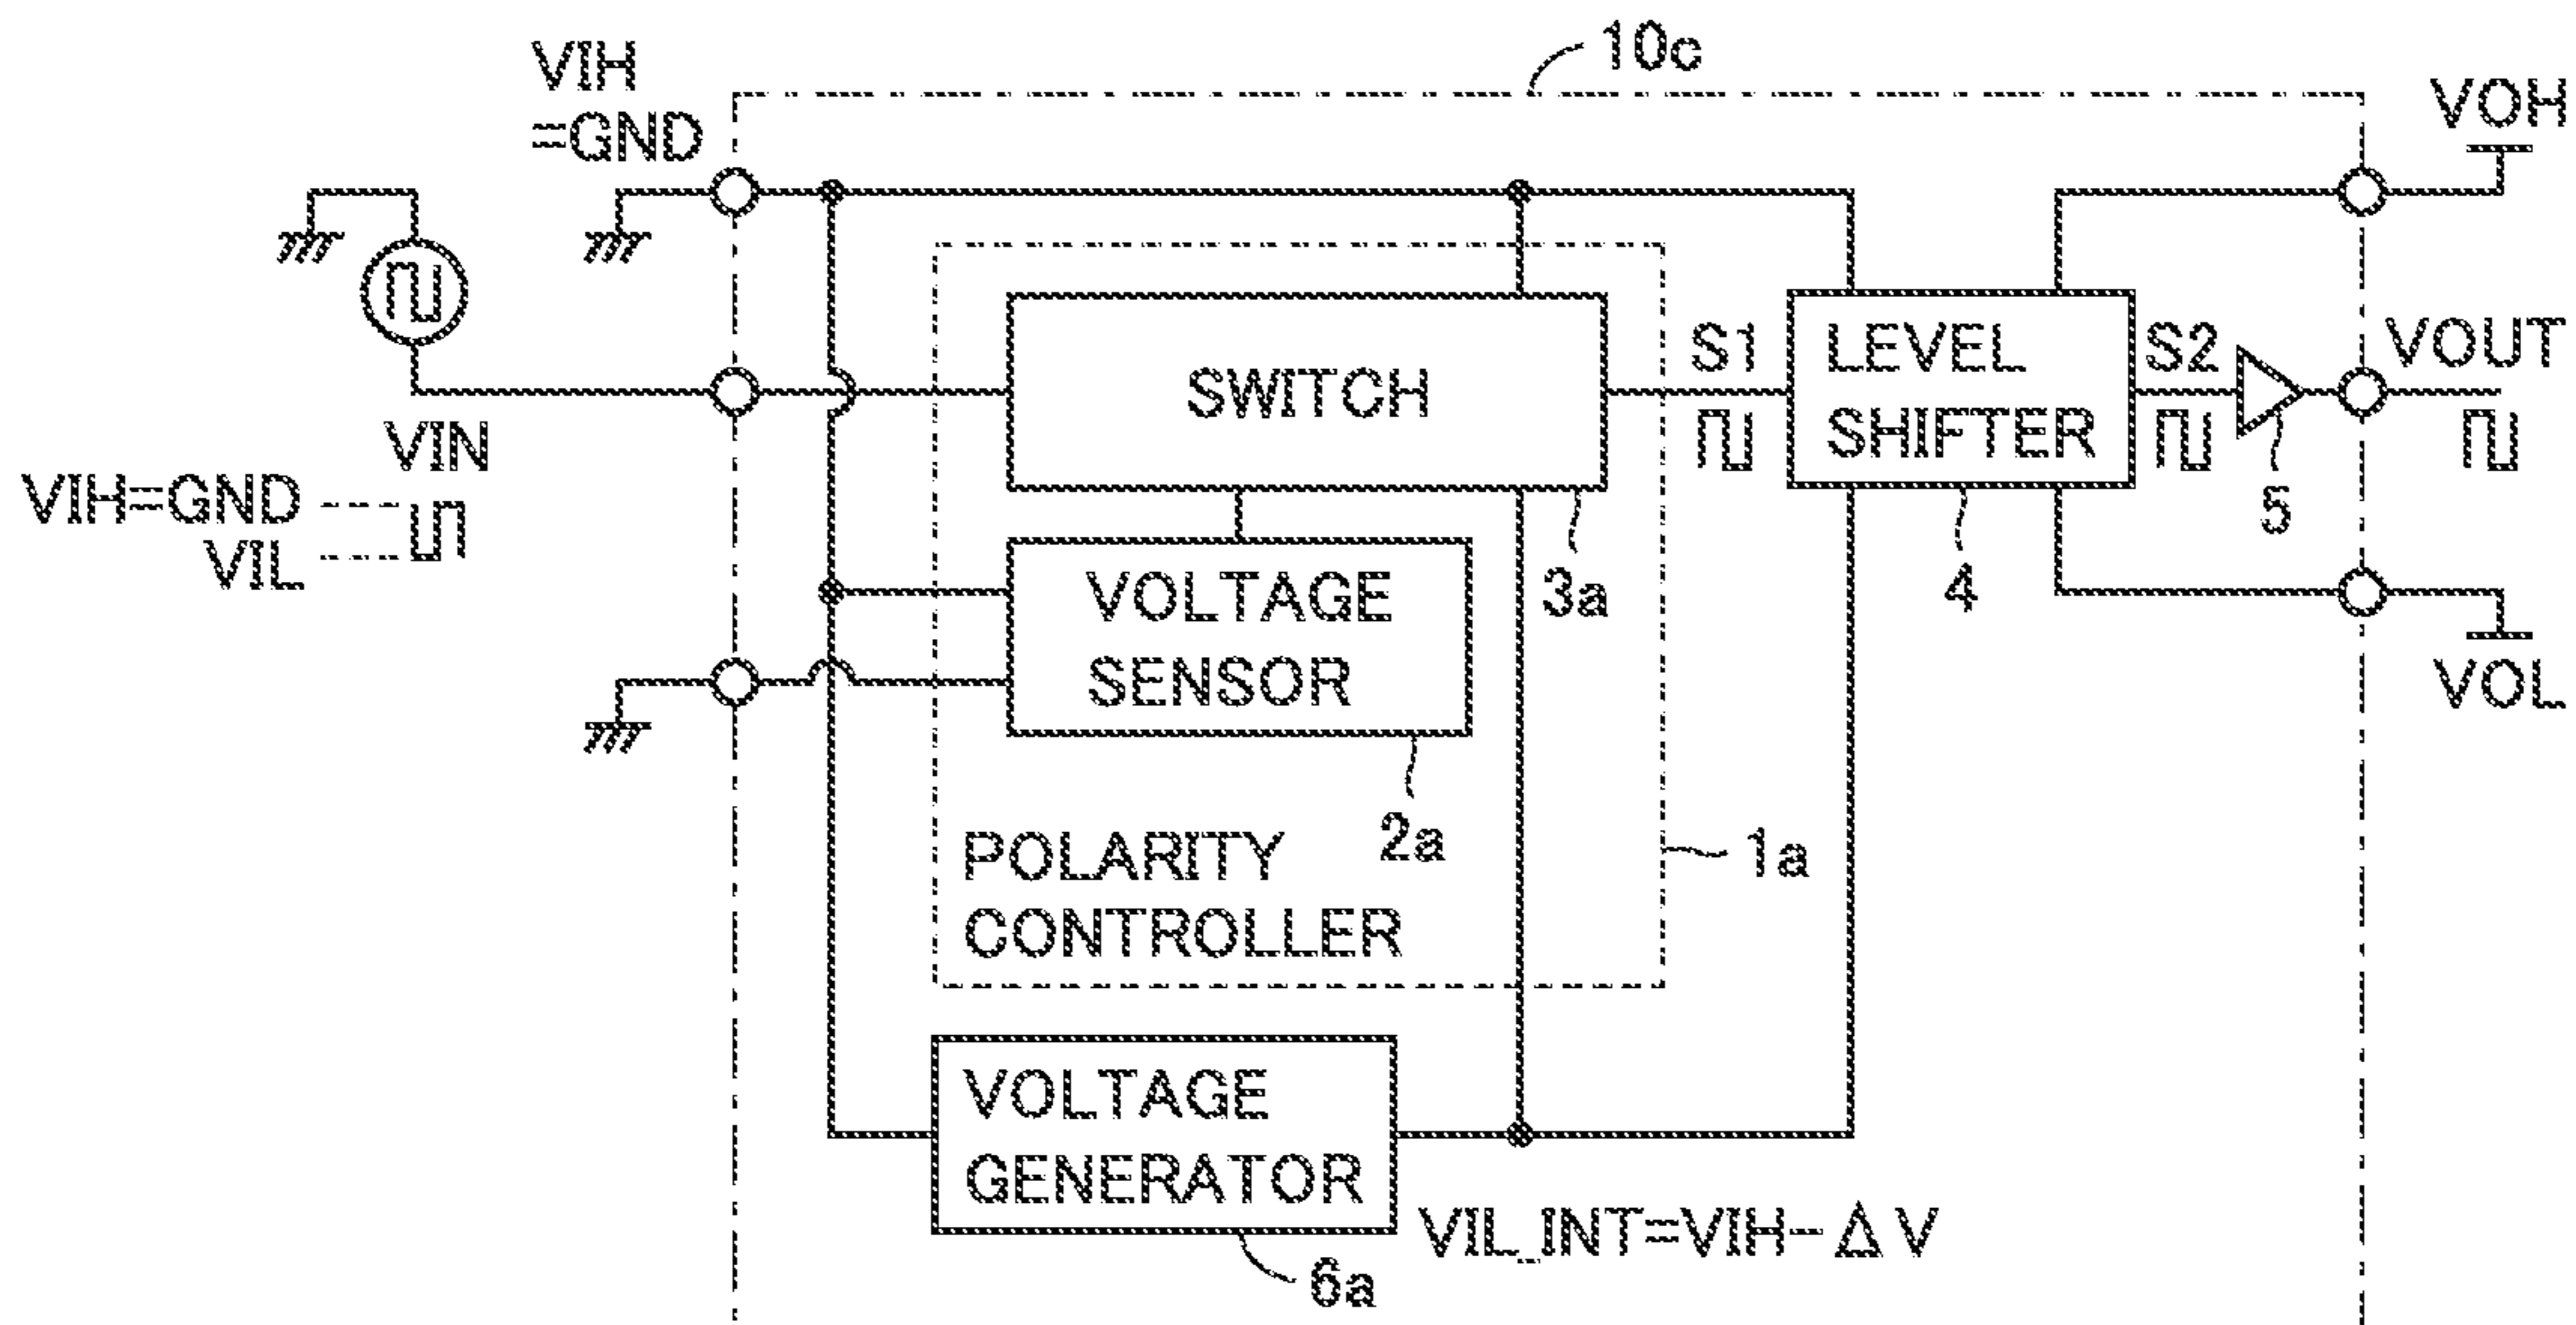 10c
VIH
=GND
VOH
VIN
VIH=GND
VIL
SWITCH
3a
S1
LEVEL
SHIFTER
4
S2
5
VOUT
VOL
VOLTAGE
SENSOR
2a
POLARITY
CONTROLLER
1a
VOLTAGE
GENERATOR
6a
VIL_INT=VIH-ΔV